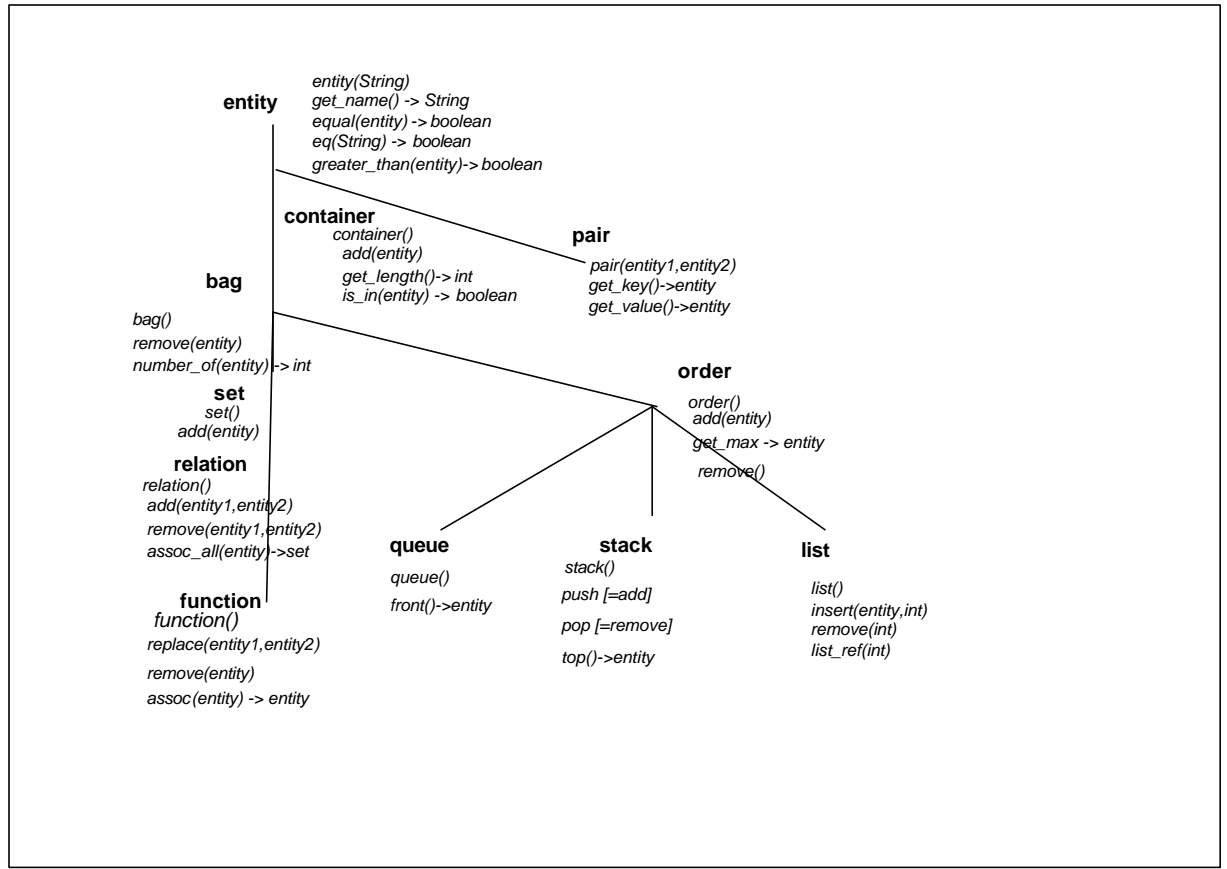 entity
entity(String)
get_name() -> String
equal(entity) -> boolean
eq(String) -> boolean
greater_than(entity)-> boolean
container
container()
add(entity)
get_length()-> int
is_in(entity) -> boolean
pair
pair(entity1,entity2)
get_key()->entity
get_value()->entity
bag
bag()
remove(entity)
number_of(entity)-> int
order
order()
add(entity)
get_max -> entity
remove()
set
set()
add(entity)
relation
relation()
add(entity1,entity2)
remove(entity1,entity2)
assoc_all(entity)->set
function
function()
replace(entity1,entity2)
remove(entity)
assoc(entity) -> entity
queue
queue()
front()->entity
stack
stack()
push [=add]
pop [=remove]
top()->entity
list
list()
insert(entity,int)
remove(int)
list_ref(int)